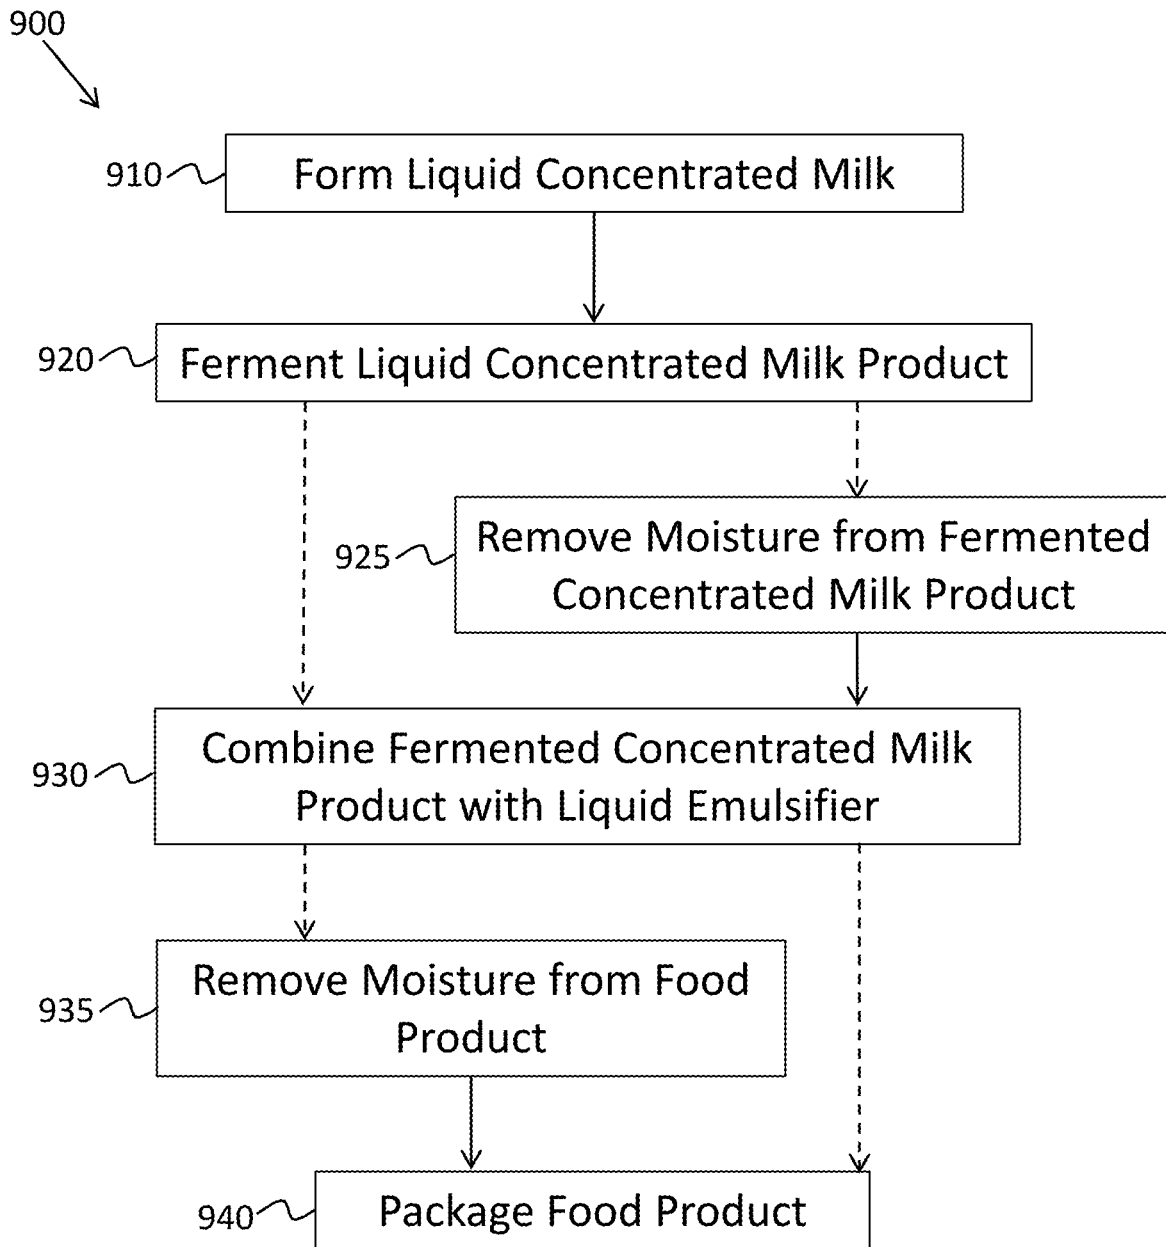 900
910
Form Liquid Concentrated Milk
920
Ferment Liquid Concentrated Milk Product
925
Remove Moisture from Fermented
Concentrated Milk Product
930
Combine Fermented Concentrated Milk
Product with Liquid Emulsifier
935
Remove Moisture from Food
Product
940
Package Food Product